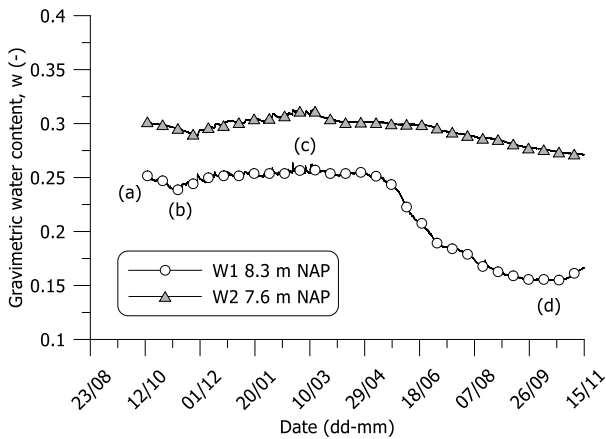 0.4
0.35
0.3
0.25
0.2
0.15
0.1
Gravimetric water content, w (-)
(a)
(b)
(c)
(d)
W1 8.3 m NAP
W2 7.6 m NAP
23/08
12/10
01/12
20/01
10/03
29/04
18/06
07/08
26/09
15/11
Date (dd-mm)